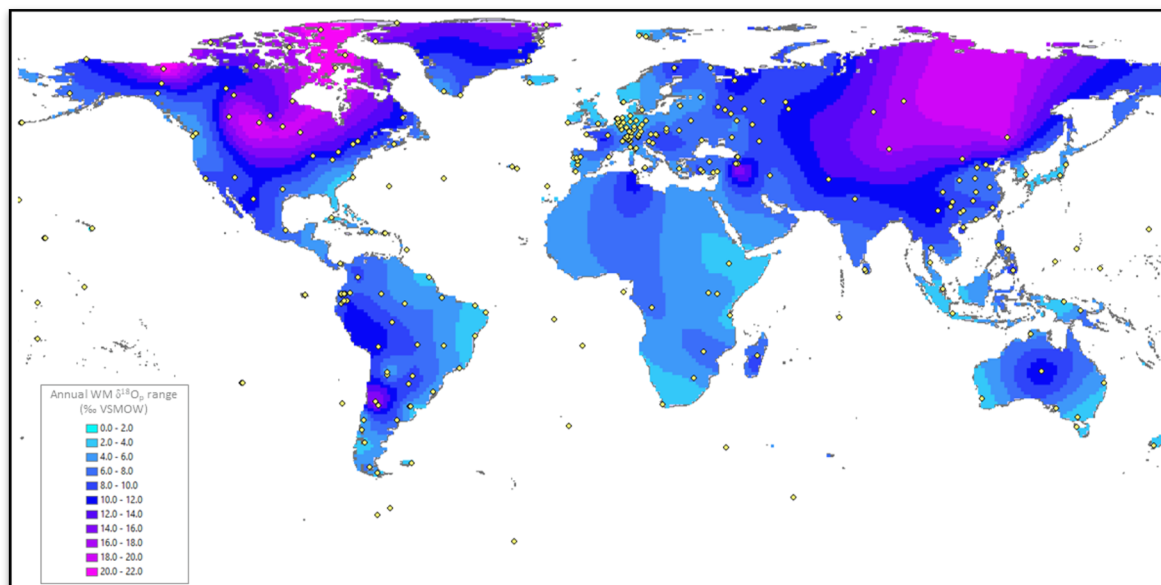 Annual WM δ¹⁸Oₚ range
(‰ VSMOW)
0.0 - 2.0
2.0 - 4.0
4.0 - 6.0
6.0 - 8.0
8.0 - 10.0
10.0 - 12.0
12.0 - 14.0
14.0 - 16.0
16.0 - 18.0
18.0 - 20.0
20.0 - 22.0